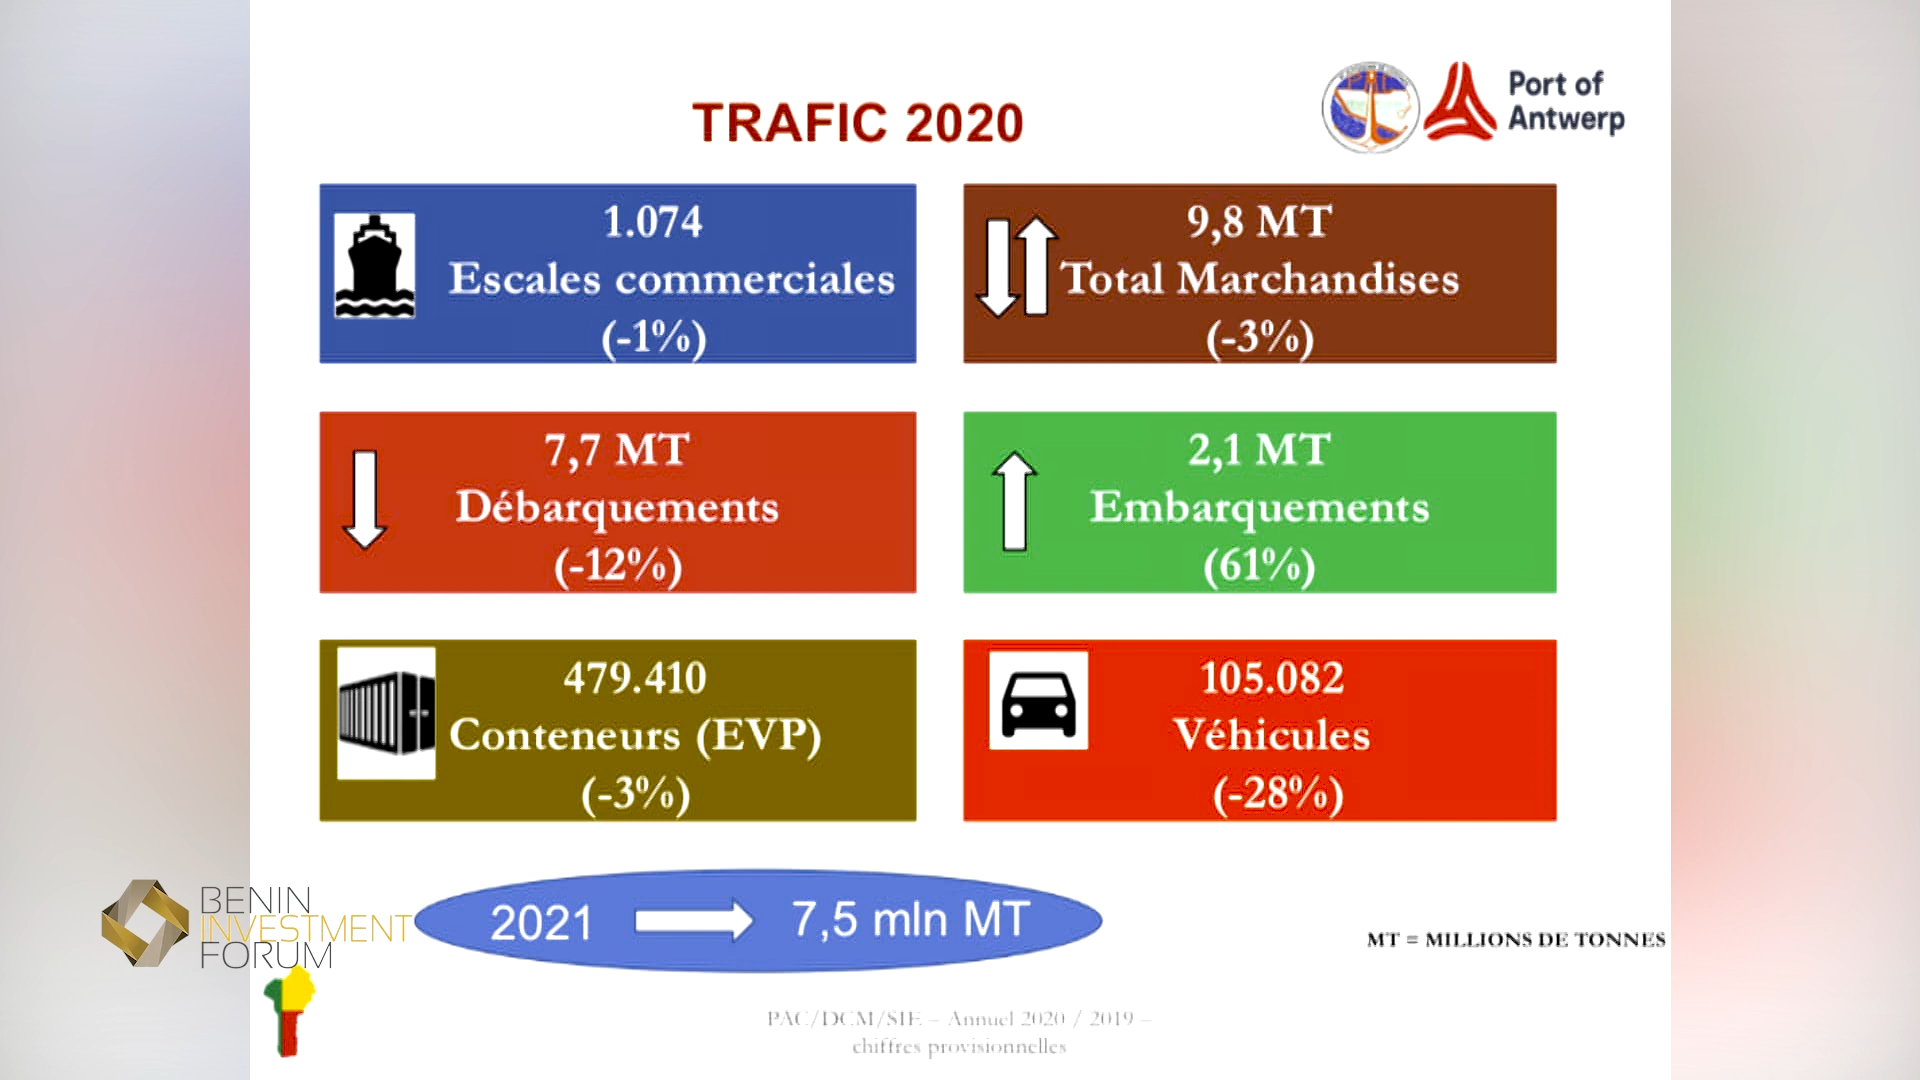 TRAFIC 2020
Port of
Antwerp
1.074
Escales commerciales
(-1%)
9,8 MT
Total Marchandises
(-3%)
7,7 MT
Débarquements
(-12%)
2,1 MT
Embarquements
(61%)
479.410
Conteneurs (EVP)
(-3%)
105.082
Véhicules
(-28%)
BENIN
INVESTMENT
FORUM
2021
7,5 mln MT
MT = MILLIONS DE TONNES
PAC/DCM/SIE – Annuel 2020 / 2019 –
chiffres provisionnelles